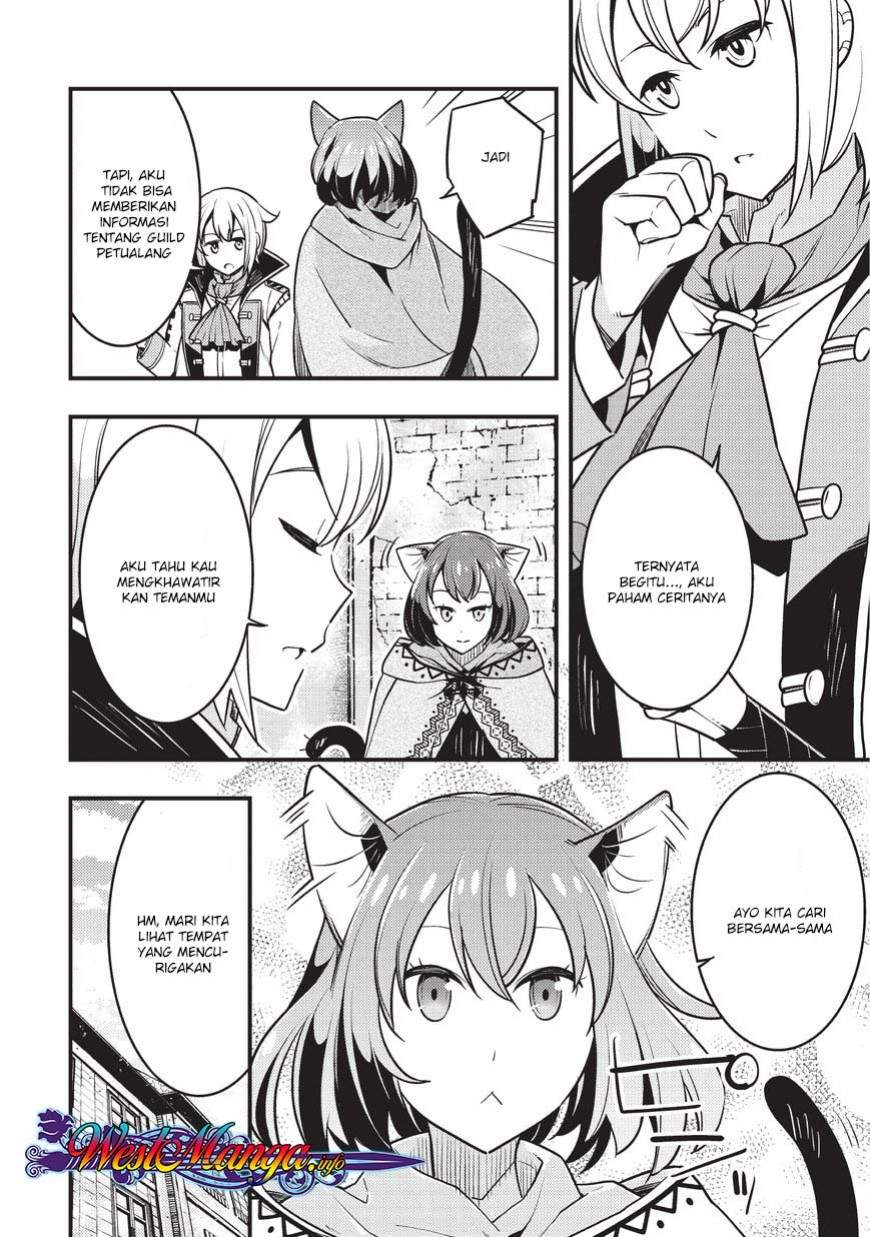 TERNYATA
BEGITU..., AKU
PAHAM CERITANYA
JADI
TAPI, AKU
TIDAK BISA
MEMBERIKAN
INFORMASI
TENTANG GUILD
PETUALANG
AKU TAHU KAU
MENGKHAWATIR
KAN TEMANMU
AYO KITA CARI
BERSAMA-SAMA
HM, MARI KITA
LIHAT TEMPAT
YANG MENCU-
RIGAKAN
WestManga.info